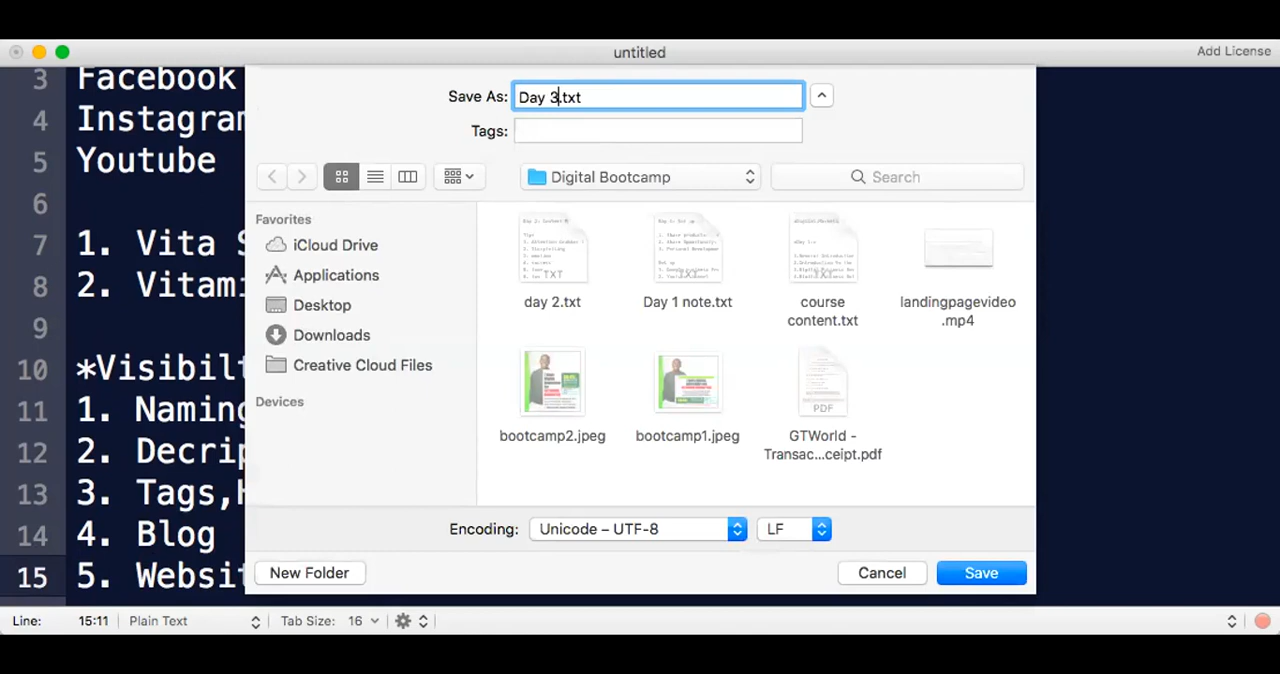 untitled
Add License
3 Facebook
4 Instagram
5 Youtube
6
7 1. Vita S
8 2. Vitami
9
10 *Visibilt
11 1. Naming
12 2. Decrip
13 3. Tags,H
14 4. Blog
15 5. Websit
Save As: Day 3.txt
Tags:
Digital Bootcamp
Search
Favorites
iCloud Drive
Applications
Desktop
Downloads
Creative Cloud Files
Devices
TXT
TXT
TXT
day 2.txt
Day 1 note.txt
course
content.txt
landingpagevideo
.mp4
PDF
bootcamp2.jpeg
bootcamp1.jpeg
GTWorld -
Transac...ceipt.pdf
Encoding: Unicode – UTF-8 LF
New Folder
Cancel
Save
Line: 15:11 Plain Text Tab Size: 16